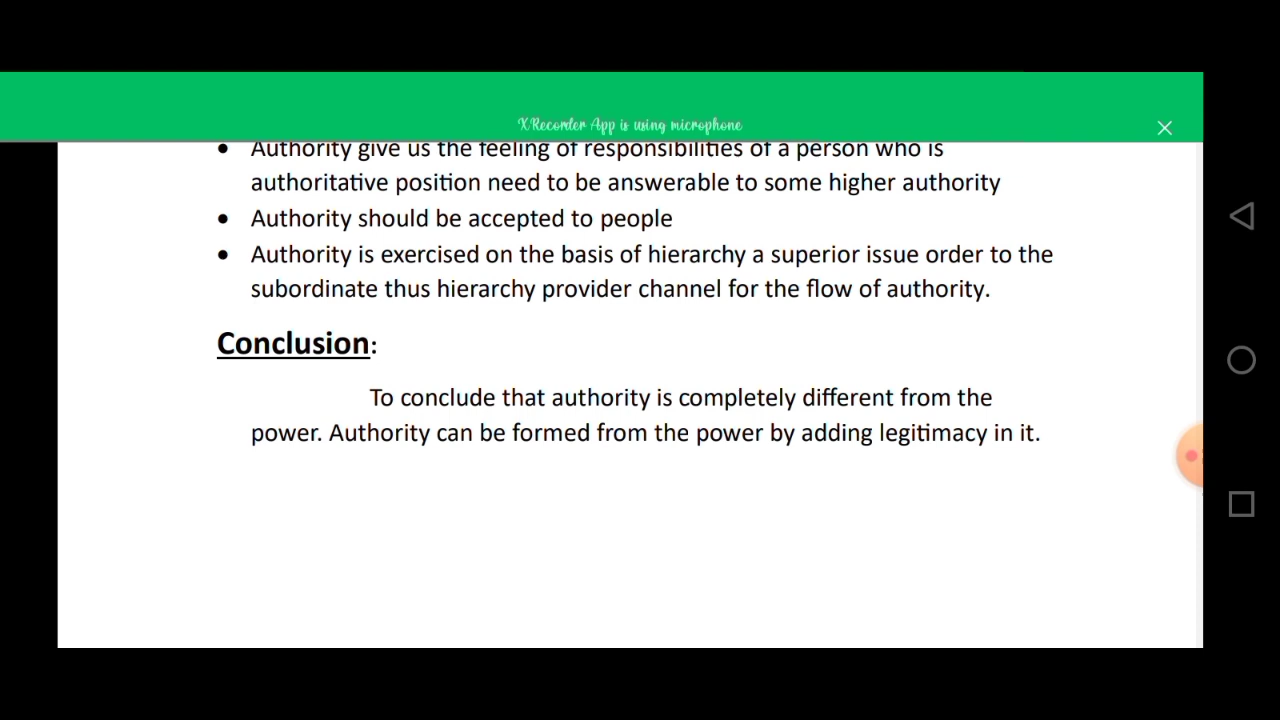 XRecorder App is using microphone
• Authority give us the feeling of responsibilities of a person who is
authoritative position need to be answerable to some higher authority
• Authority should be accepted to people
• Authority is exercised on the basis of hierarchy a superior issue order to the
subordinate thus hierarchy provider channel for the flow of authority.
Conclusion:
To conclude that authority is completely different from the
power. Authority can be formed from the power by adding legitimacy in it.